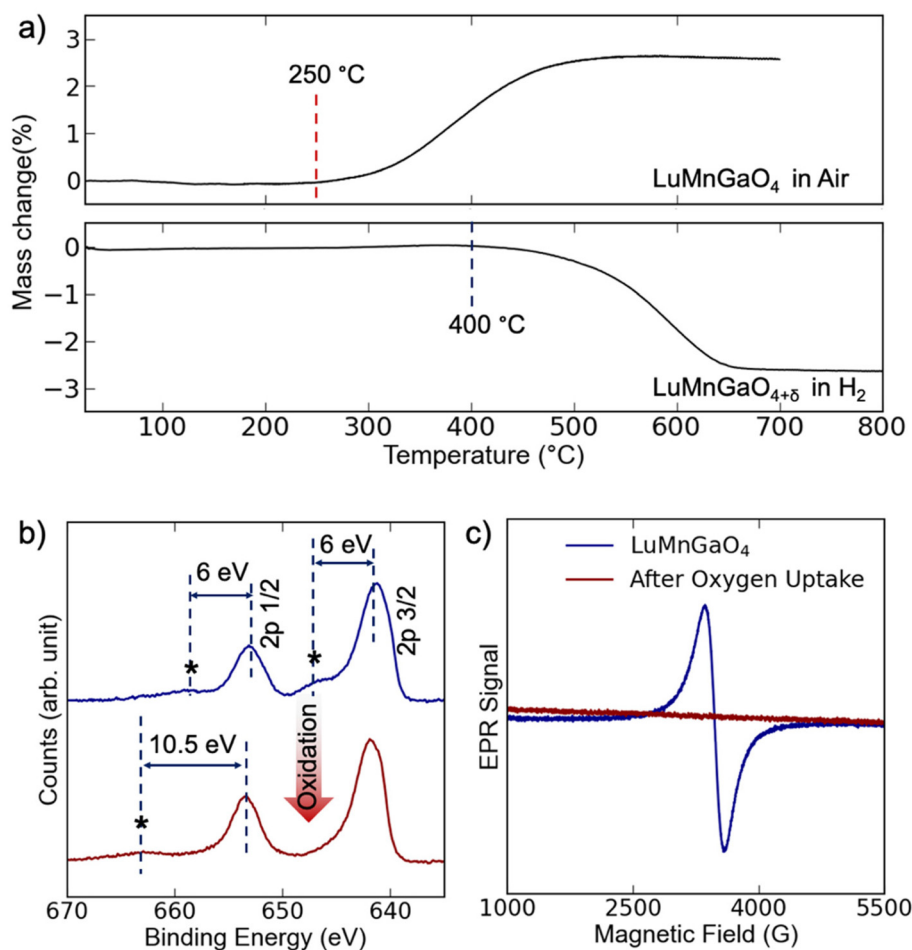 a)
Mass change(%)
3
2
1
0
250 °C
LuMnGaO₄ in Air
0
−1
−2
−3
400 °C
LuMnGaO₄₊δ in H₂
100 200 300 400 500 600 700 800
Temperature (°C)
b)
Counts (arb. unit)
6 eV
2p 1/2
6 eV
2p 3/2
*
*
Oxidation
10.5 eV
*
670 660 650 640
Binding Energy (eV)
c)
EPR Signal
LuMnGaO₄
After Oxygen Uptake
1000 2500 4000 5500
Magnetic Field (G)